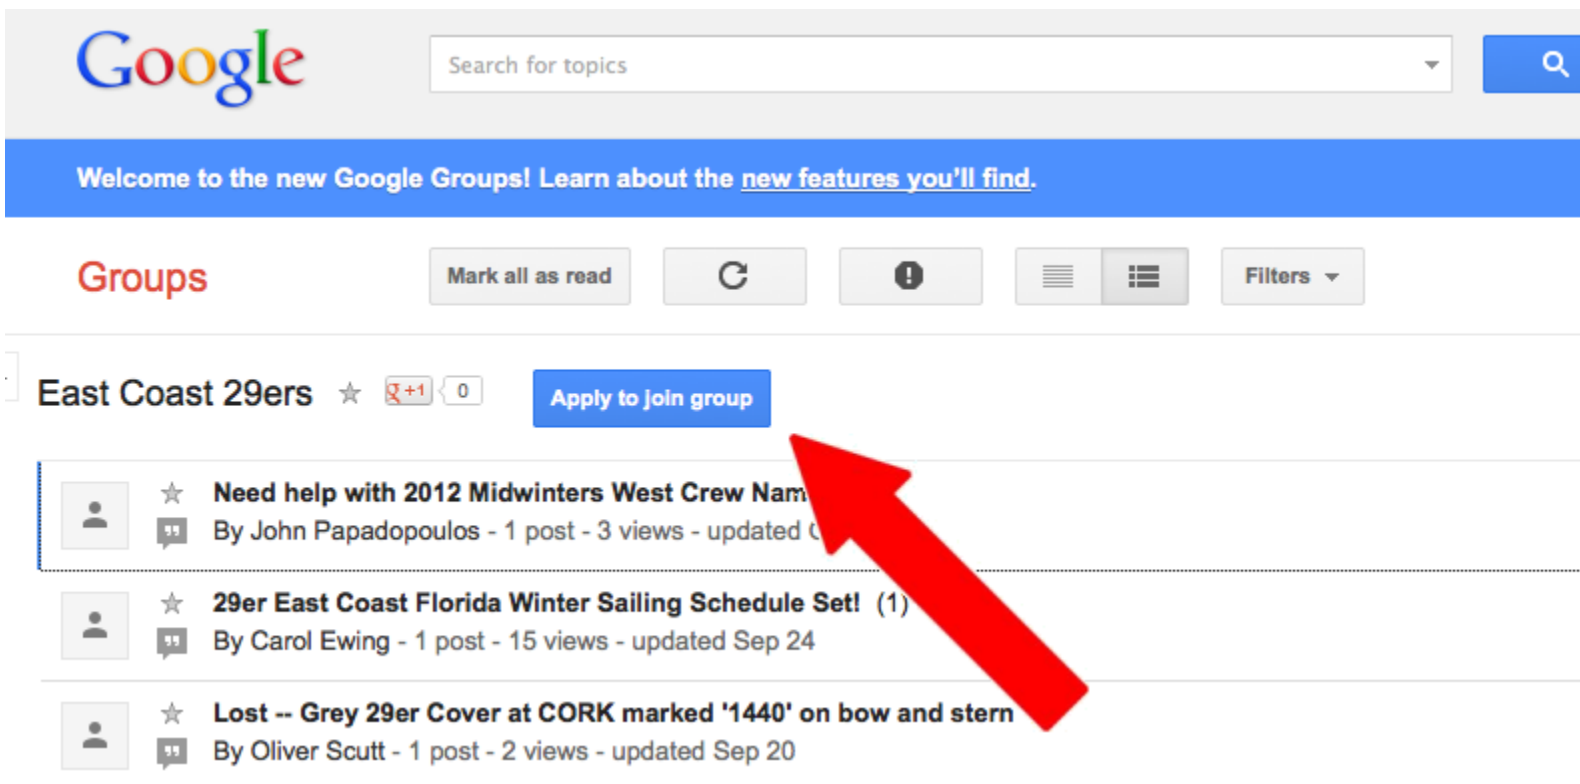 Google
Search for topics
Welcome to the new Google Groups! Learn about the new features you'll find.
Groups
Mark all as read
Filters
East Coast 29ers
g+1
0
Apply to join group
Need help with 2012 Midwinters West Crew
By John Papadopoulos - 1 post - 3 views - updated
29er East Coast Florida Winter Sailing Schedule Set! (1)
By Carol Ewing - 1 post - 15 views - updated Sep 24
Lost -- Grey 29er Cover at CORK marked '1440' on bow and stern
By Oliver Scutt - 1 post - 2 views - updated Sep 20